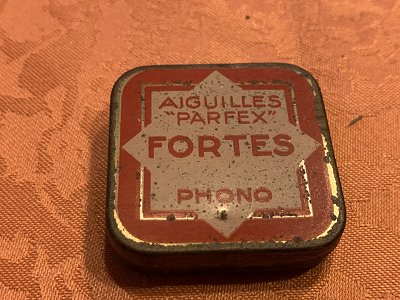 AIGUILLES
"PARFEX"
FORTES
PHONO